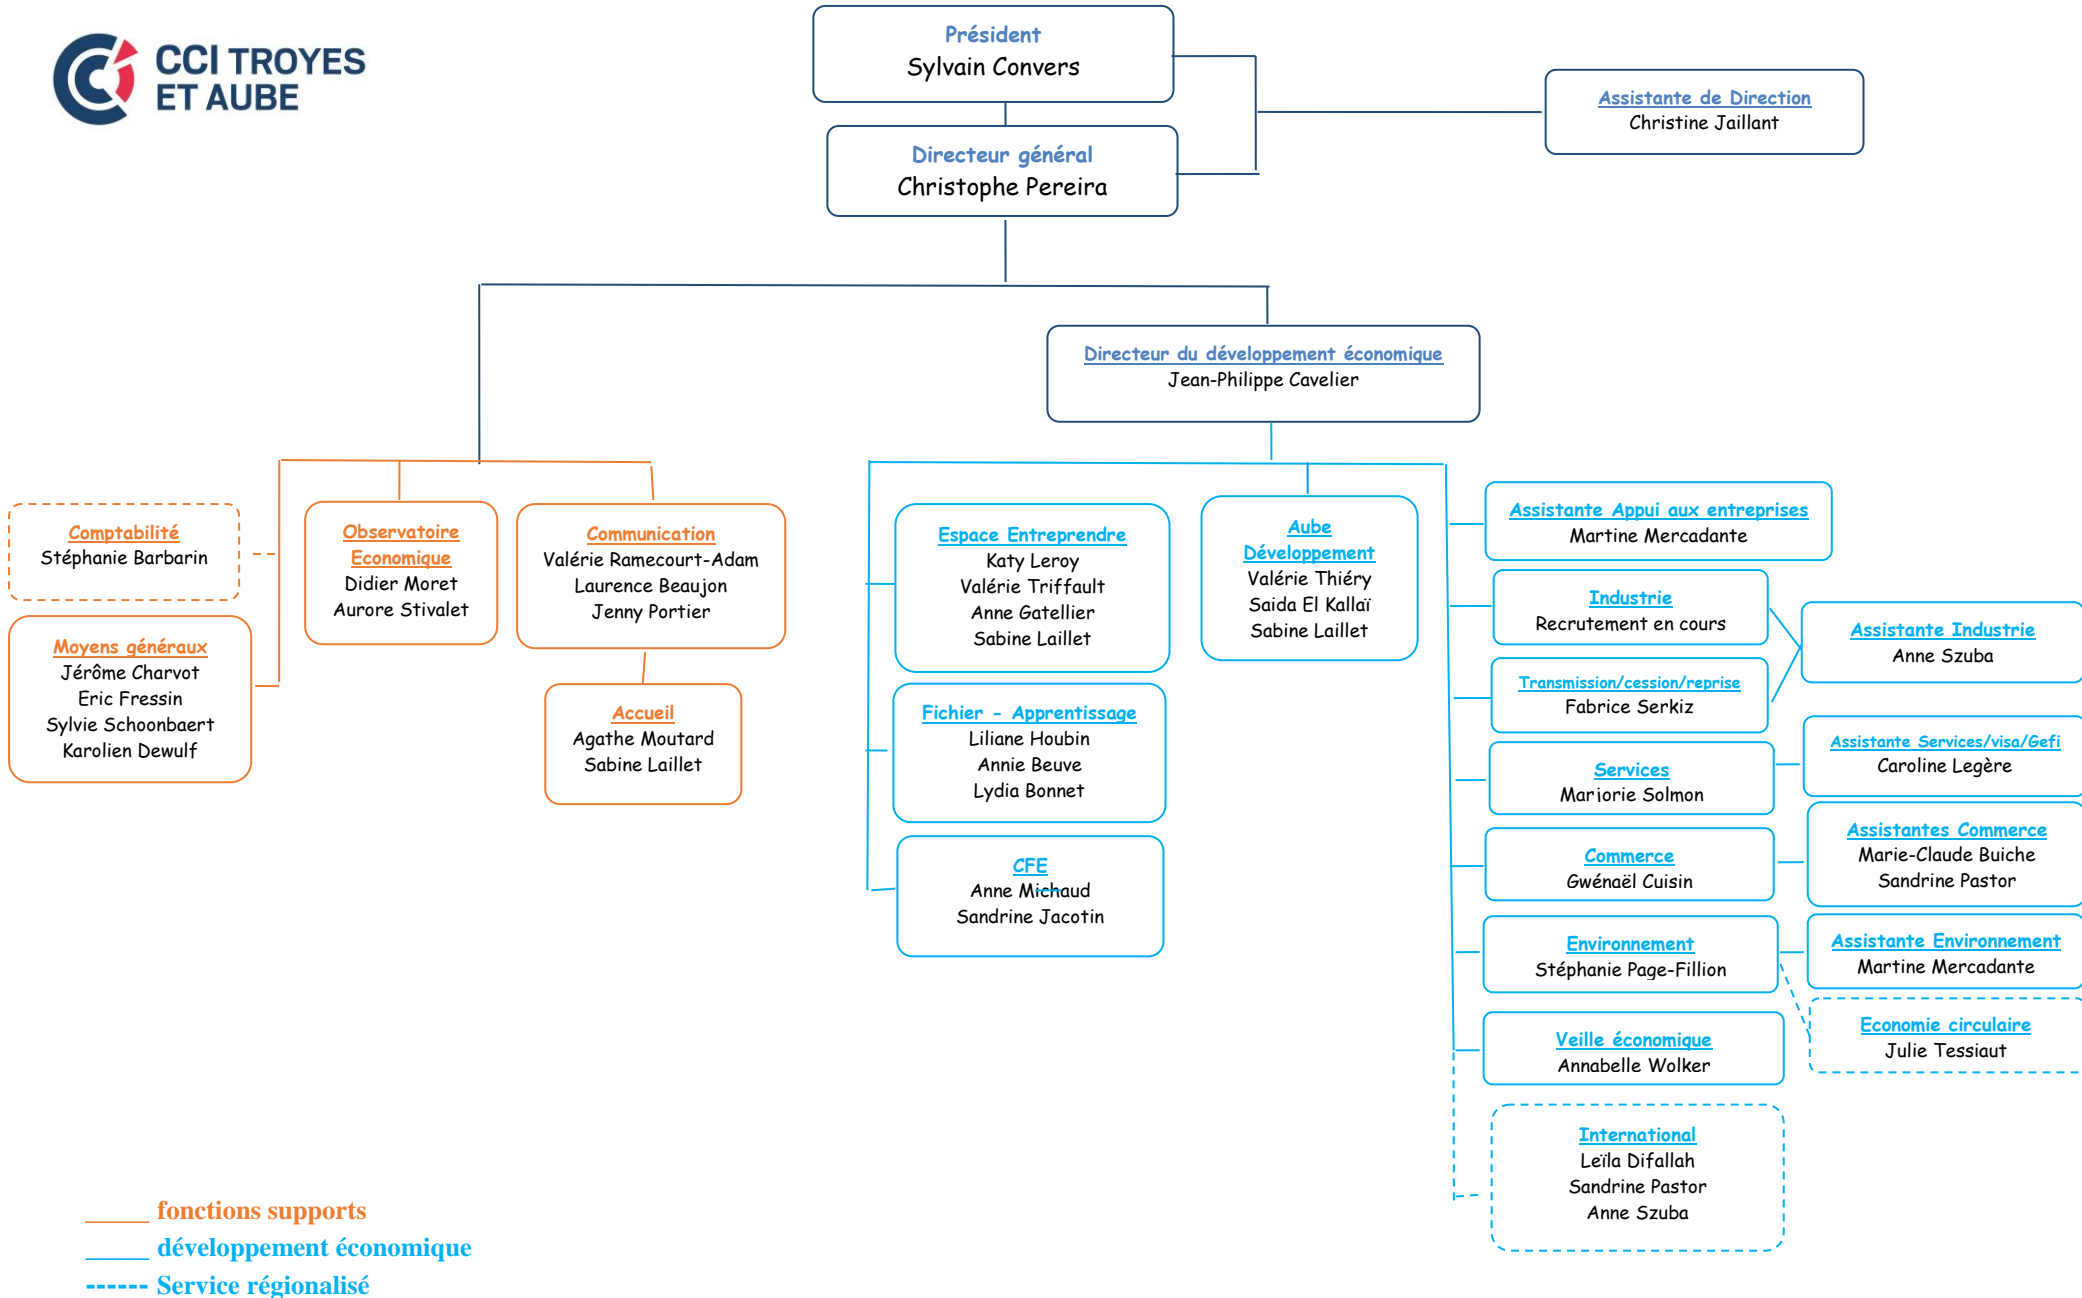 CCI TROYES
ET AUBE
Président
Sylvain Convers
Directeur général
Christophe Pereira
Assistante de Direction
Christine Jaillant
Directeur du développement économique
Jean-Philippe Cavelier
Comptabilité
Stéphanie Barbarin
Moyens généraux
Jérôme Charvot
Eric Fressin
Sylvie Schoonbaert
Karolien Dewulf
Observatoire
Economique
Didier Moret
Aurore Stivalet
Communication
Valérie Ramecourt-Adam
Laurence Beaujon
Jenny Portier
Accueil
Agathe Moutard
Sabine Laillet
Espace Entreprendre
Katy Leroy
Valérie Triffault
Anne Gatellier
Sabine Laillet
Fichier - Apprentissage
Liliane Houbin
Annie Beuve
Lydia Bonnet
CFE
Anne Michaud
Sandrine Jacotin
Aube
Développement
Valérie Thiéry
Saida El Kallaï
Sabine Laillet
Assistante Appui aux entreprises
Martine Mercadante
Industrie
Recrutement en cours
Transmission/cession/reprise
Fabrice Serkiz
Assistante Industrie
Anne Szuba
Services
Marjorie Solmon
Assistante Services/visa/Gefi
Caroline Legère
Commerce
Gwénaël Cuisin
Assistantes Commerce
Marie-Claude Buiche
Sandrine Pastor
Environnement
Stéphanie Page-Fillion
Assistante Environnement
Martine Mercadante
Economie circulaire
Julie Tessiaut
Veille économique
Annabelle Wolker
International
Leïla Difallah
Sandrine Pastor
Anne Szuba
_____ fonctions supports
_____ développement économique
------ Service régionalisé